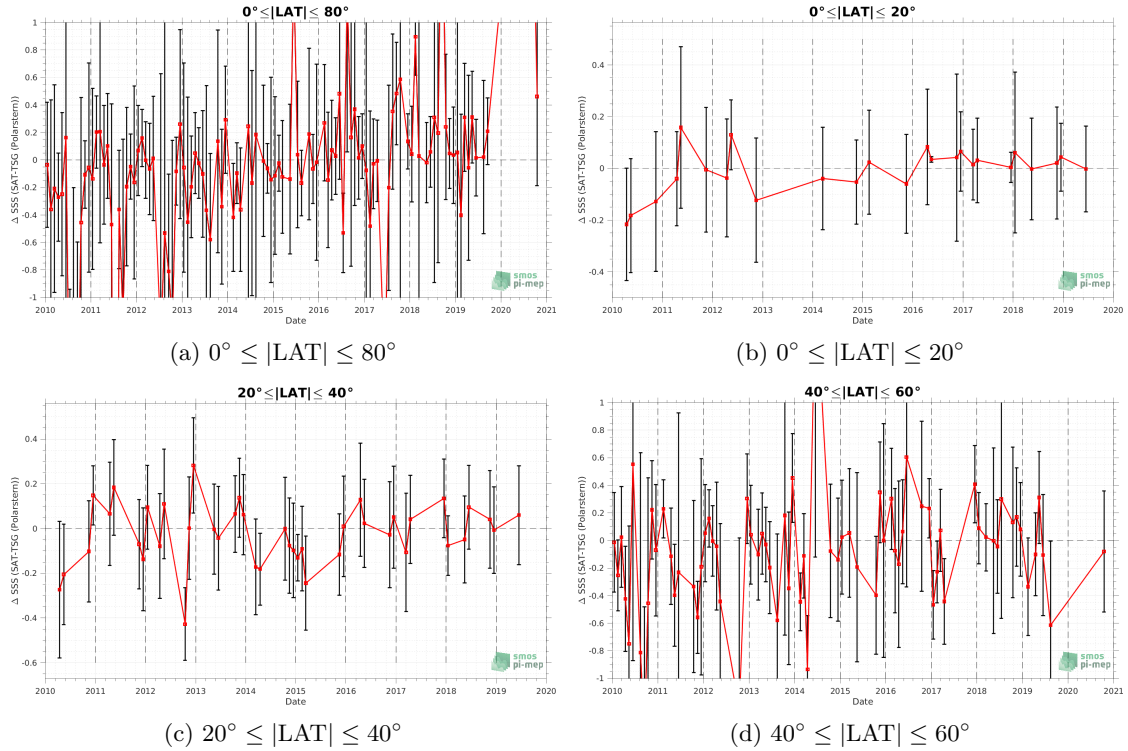 0°≤|LAT|≤ 80°
Δ SSS (SAT-TSG (Polarstern))
1
0.8
0.6
0.4
0.2
0
-0.2
-0.4
-0.6
-0.8
-1
2010 2011 2012 2013 2014 2015 2016 2017 2018 2019 2020 2021
Date
smos
pi-mep
(a) 0° ≤ |LAT| ≤ 80°
0°≤|LAT|≤ 20°
Δ SSS (SAT-TSG (Polarstern))
0.4
0.2
0
-0.2
-0.4
2010 2011 2012 2013 2014 2015 2016 2017 2018 2019 2020
Date
smos
pi-mep
(b) 0° ≤ |LAT| ≤ 20°
20°≤|LAT|≤ 40°
Δ SSS (SAT-TSG (Polarstern))
0.4
0.2
0
-0.2
-0.4
-0.6
2010 2011 2012 2013 2014 2015 2016 2017 2018 2019 2020
Date
smos
pi-mep
(c) 20° ≤ |LAT| ≤ 40°
40°≤|LAT|≤ 60°
Δ SSS (SAT-TSG (Polarstern))
1
0.8
0.6
0.4
0.2
0
-0.2
-0.4
-0.6
-0.8
-1
2010 2011 2012 2013 2014 2015 2016 2017 2018 2019 2020 2021
Date
smos
pi-mep
(d) 40° ≤ |LAT| ≤ 60°